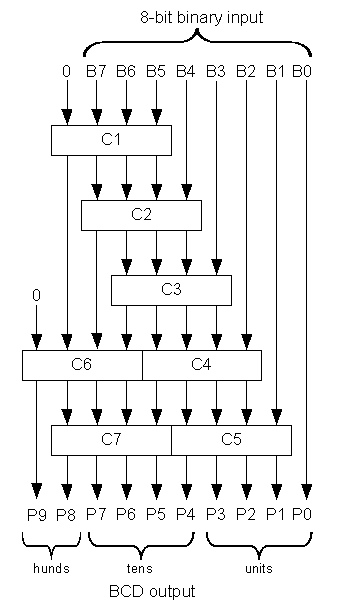 8-bit binary input
0 B7 B6 B5 B4 B3 B2 B1 B0
C1
C2
C3
0
C6 C4
C7 C5
P9 P8 P7 P6 P5 P4 P3 P2 P1 P0
hunds tens units
BCD output